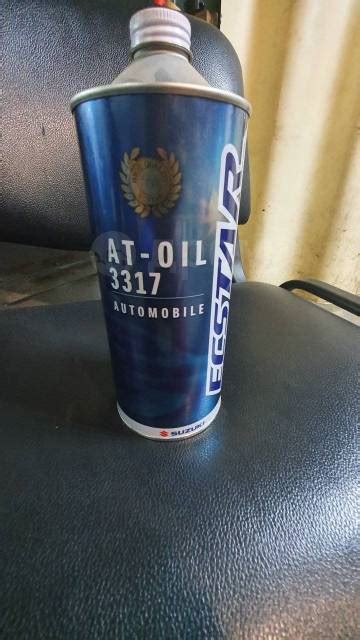 AT-OIL
3317
AUTOMOBILE
ECSTAR
SUZUKI